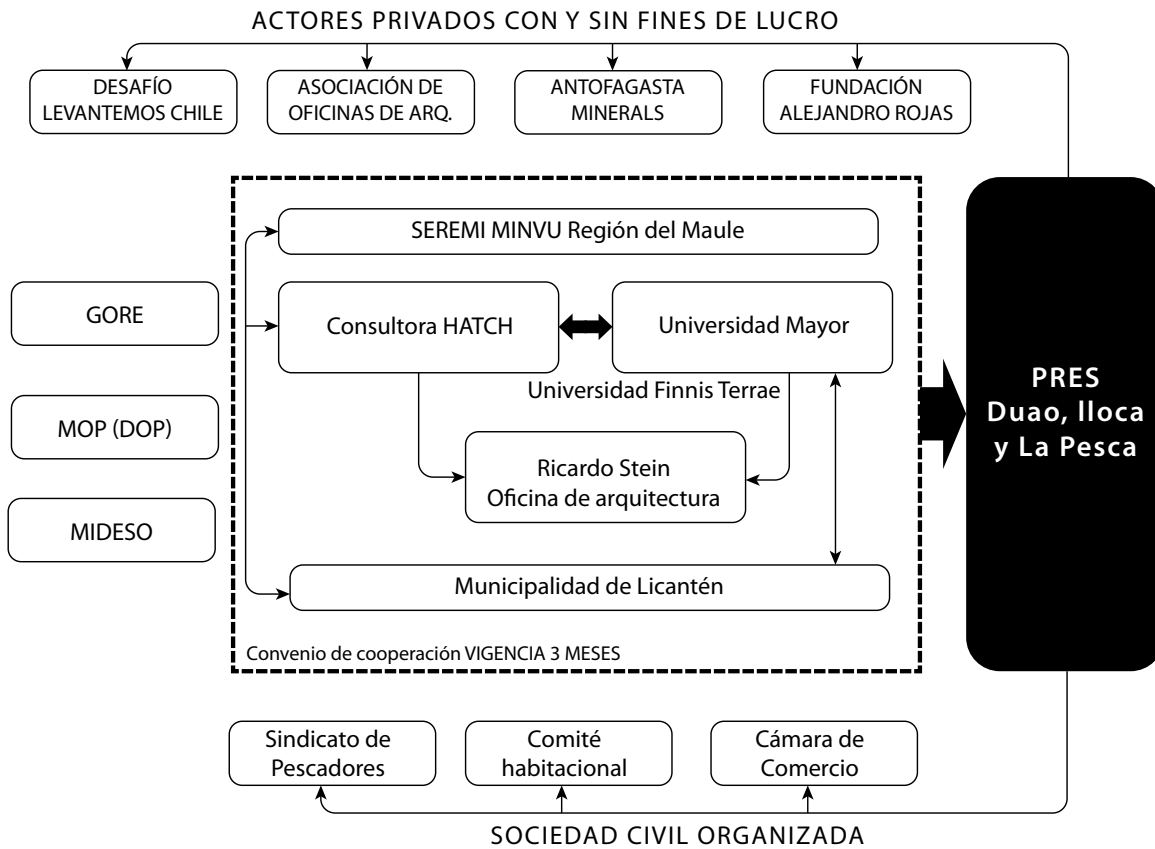 ACTORES PRIVADOS CON Y SIN FINES DE LUCRO
DESAFÍO
LEVANTEMOS CHILE
ASOCIACIÓN DE
OFICINAS DE ARQ.
ANTOFAGASTA
MINERALS
FUNDACIÓN
ALEJANDRO ROJAS
SEREMI MINVU Región del Maule
GORE
Consultora HATCH
Universidad Mayor
Universidad Finnis Terrae
PRES
Duao, Iloca
y La Pesca
MOP (DOP)
Ricardo Stein
Oficina de arquitectura
MIDESO
Municipalidad de Licantén
Convenio de cooperación VIGENCIA 3 MESES
Sindicato de
Pescadores
Comité
habitacional
Cámara de
Comercio
SOCIEDAD CIVIL ORGANIZADA